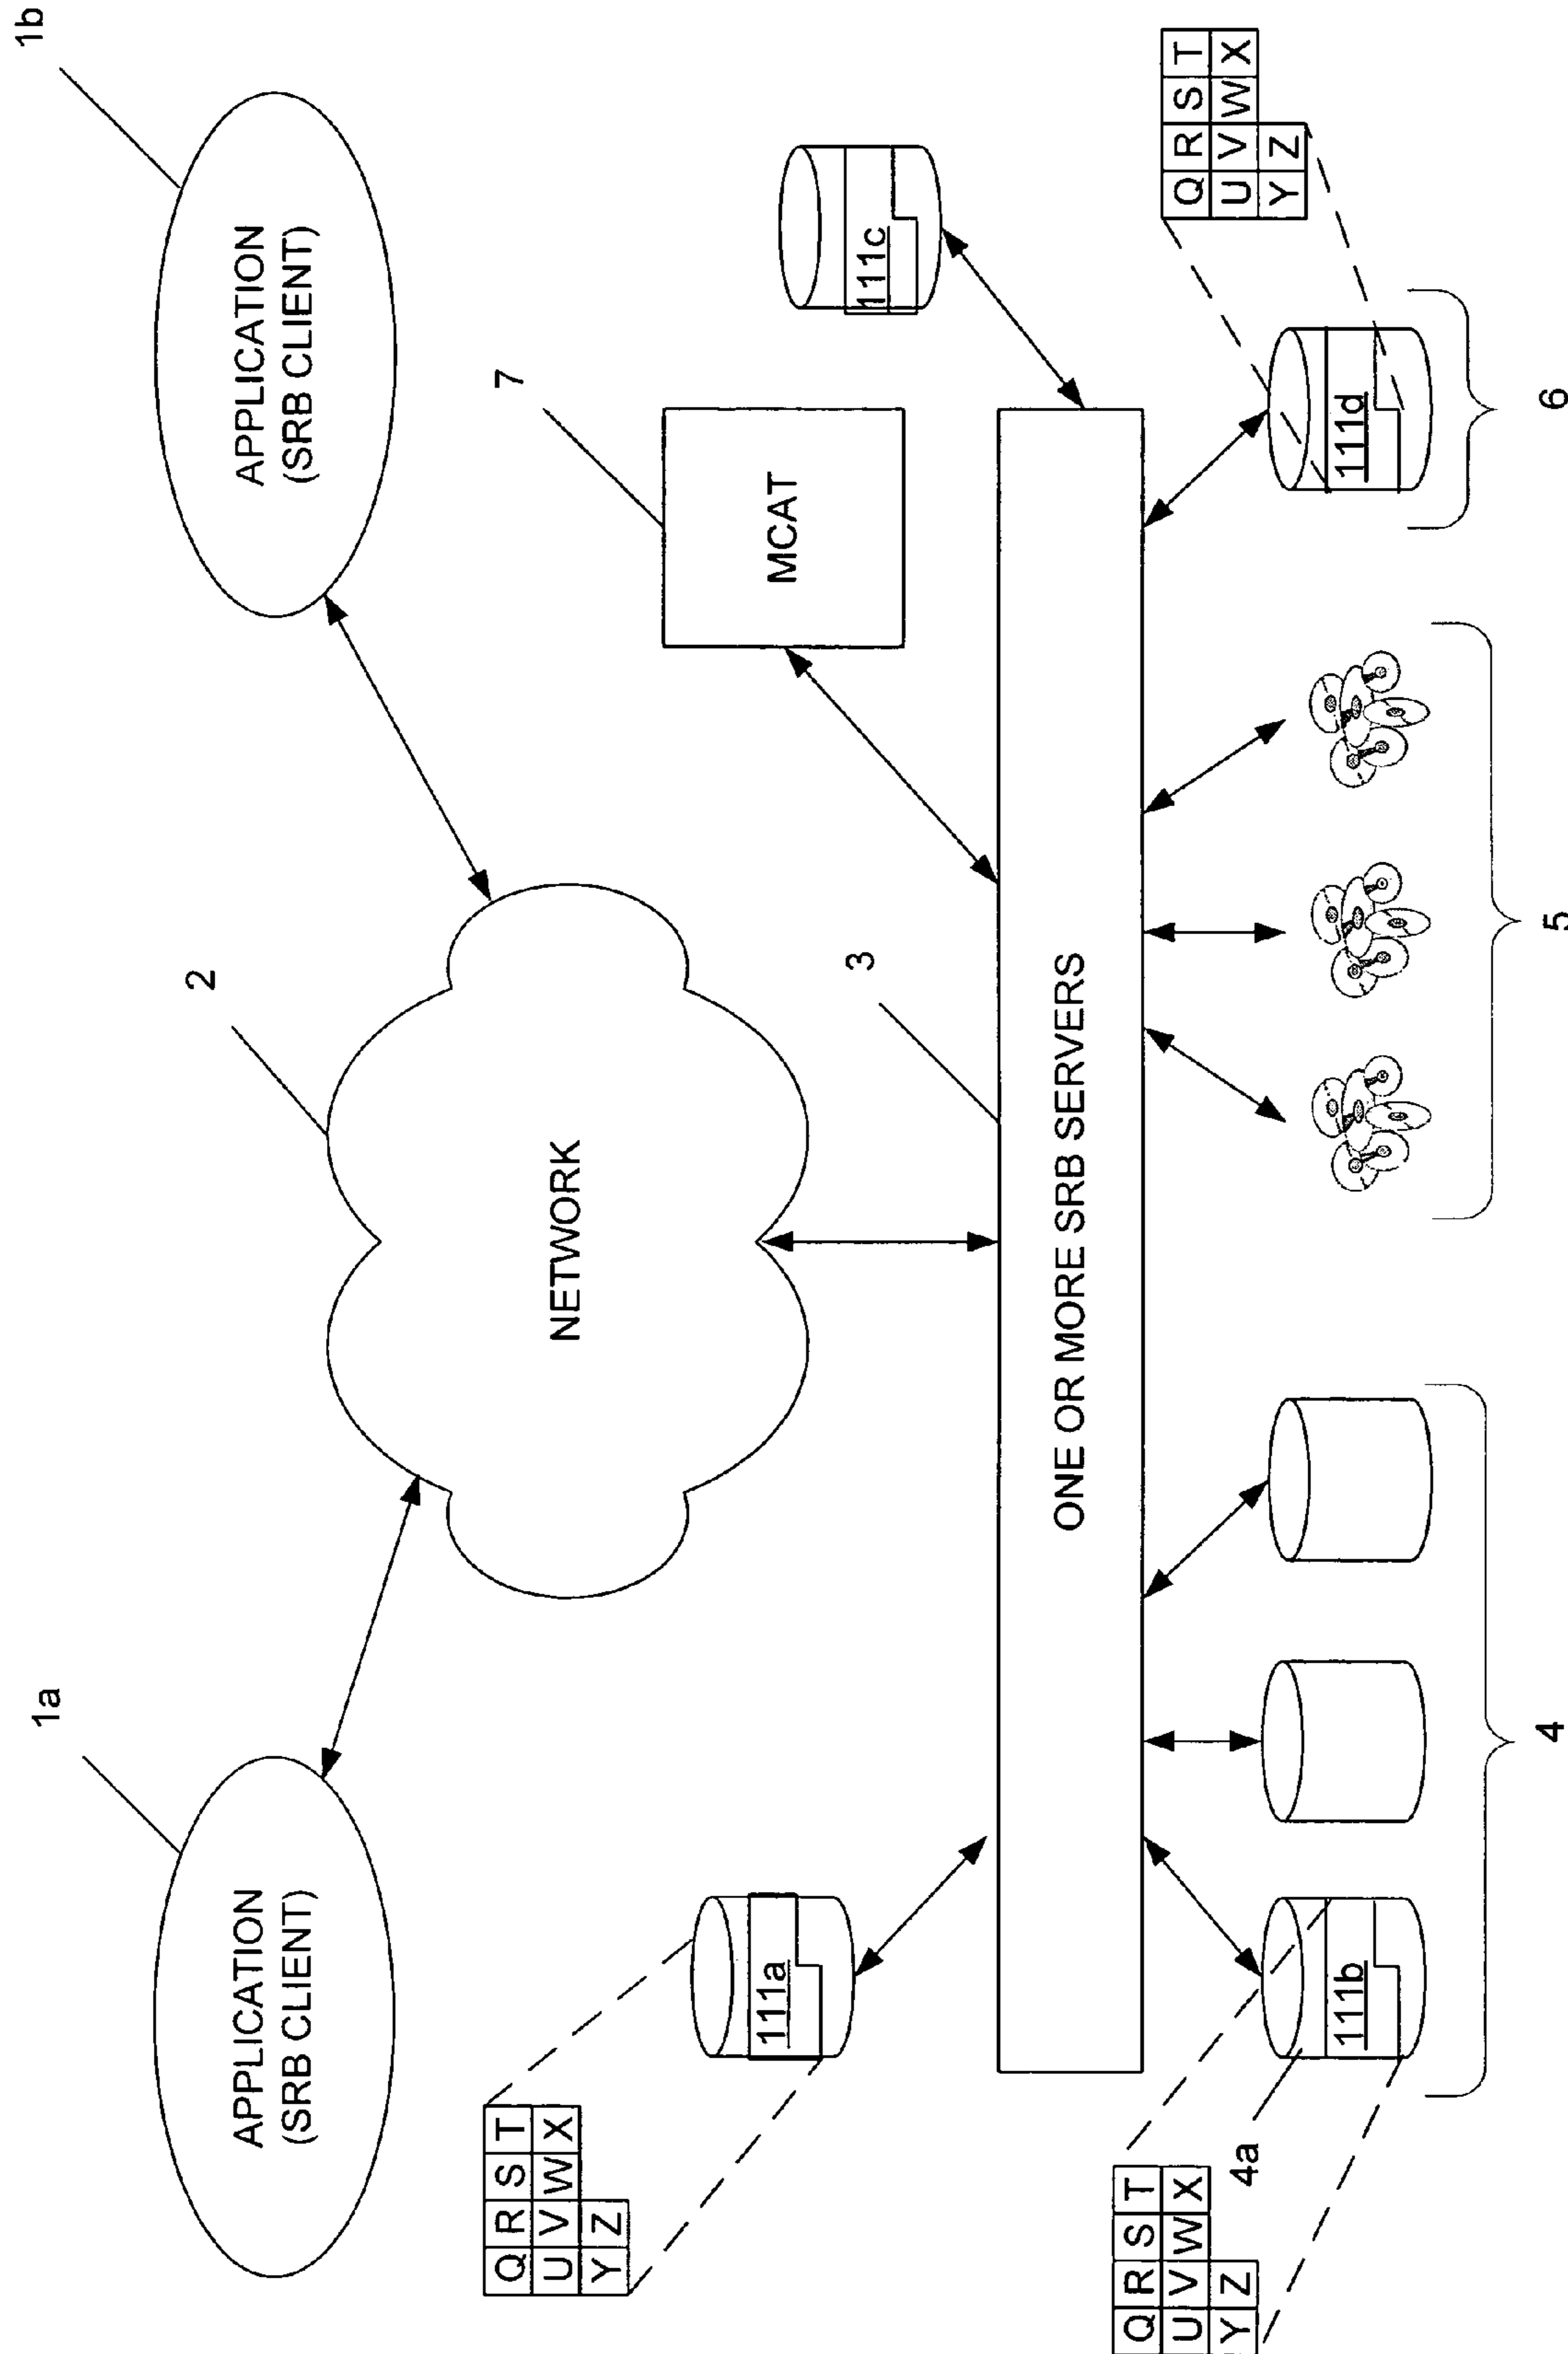 1a
1b
APPLICATION
(SRB CLIENT)
APPLICATION
(SRB CLIENT)
2
NETWORK
7
MCAT
Q R S T
U V W X
Y Z
111a
111c
3
ONE OR MORE SRB SERVERS
Q R S T
U V W X
Y Z
4a
111b
111d
Q R S T
U V W X
Y Z
4
5
6